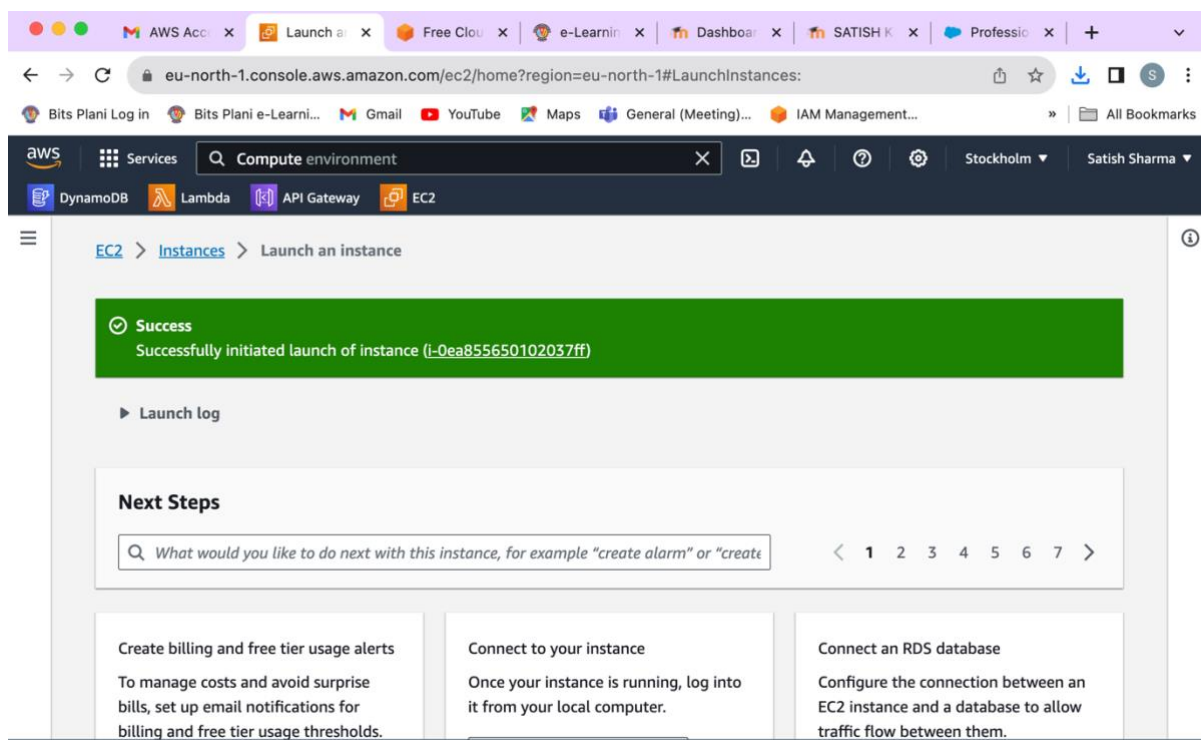 AWS Acc
Launch a
Free Clou
e-Learnin
Dashboar
SATISH K
Professio
eu-north-1.console.aws.amazon.com/ec2/home?region=eu-north-1#LaunchInstances:
S
Bits Plani Log in
Bits Plani e-Learni...
Gmail
YouTube
Maps
General (Meeting)...
IAM Management...
»
All Bookmarks
aws
Services
Compute environment
Stockholm ▼
Satish Sharma ▼
DynamoDB
Lambda
API Gateway
EC2
EC2 > Instances > Launch an instance
Success
Successfully initiated launch of instance (i-0ea855650102037ff)
Launch log
Next Steps
What would you like to do next with this instance, for example “create alarm” or “create
< 1 2 3 4 5 6 7 >
Create billing and free tier usage alerts
To manage costs and avoid surprise
bills, set up email notifications for
billing and free tier usage thresholds.
Connect to your instance
Once your instance is running, log into
it from your local computer.
Connect an RDS database
Configure the connection between an
EC2 instance and a database to allow
traffic flow between them.